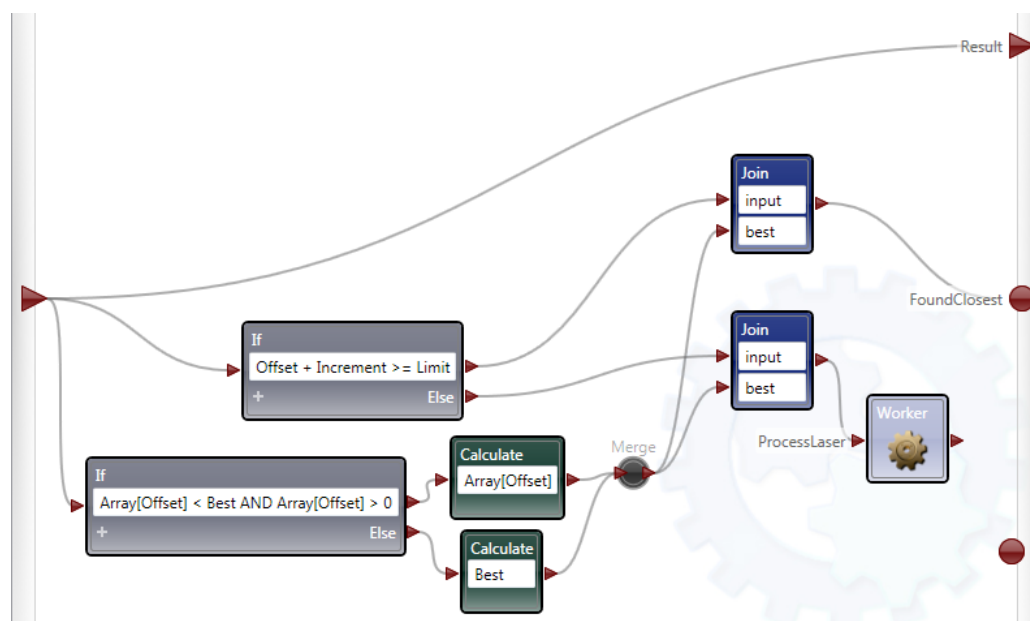 Result
Join
input
best
FoundClosest
Join
input
best
If
Offset + Increment >= Limit
Else
Worker
ProcessLaser
Merge
If
Array[Offset] < Best AND Array[Offset] > 0
Else
Calculate
Array[Offset]
Calculate
Best